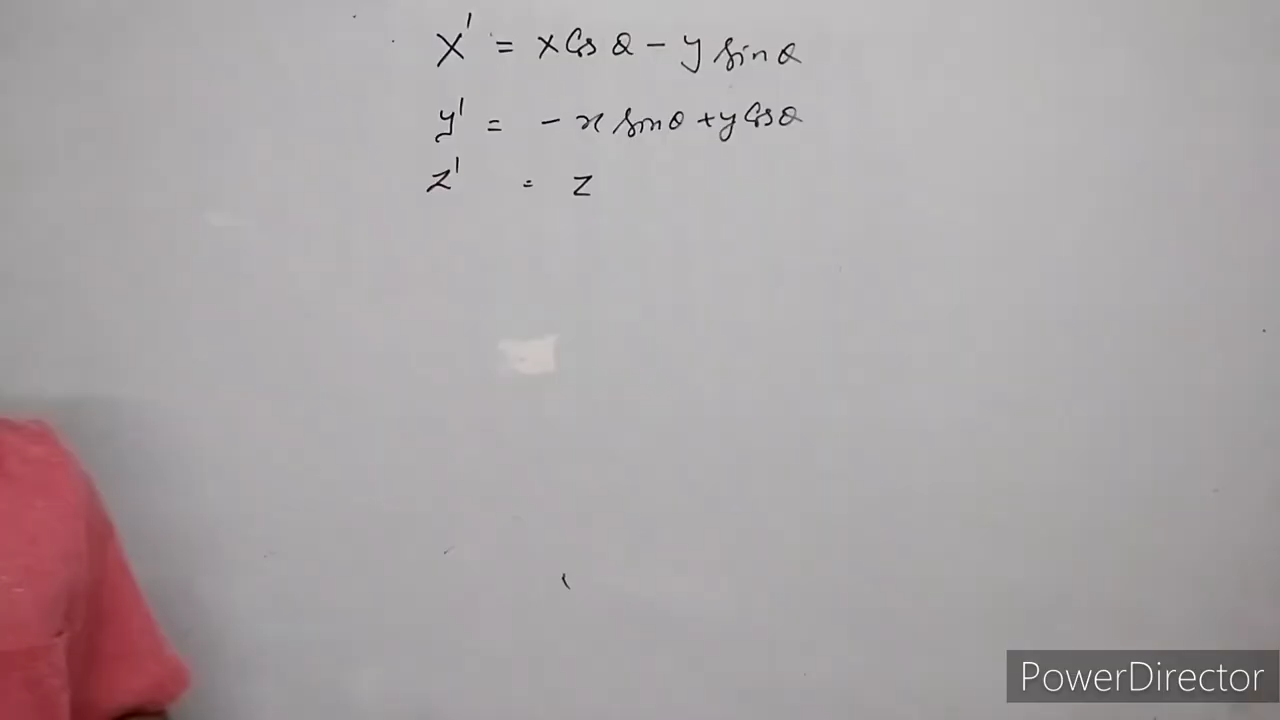 x' = x Cos θ - y sin θ
y' = - x sin θ + y Cos θ
z' = z
PowerDirector